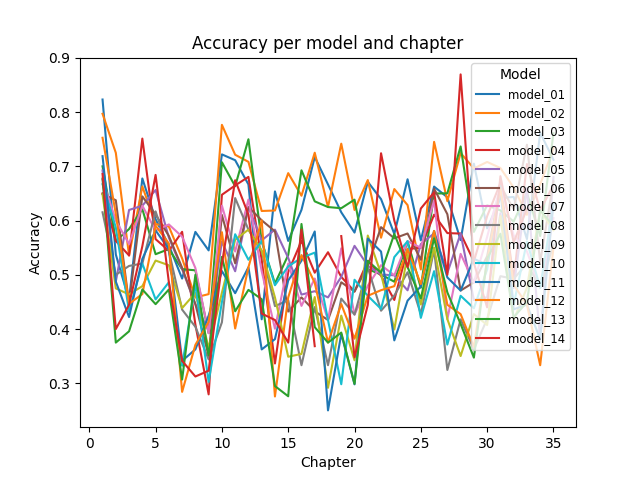 Accuracy per model and chapter
0.9
0.8
0.7
0.6
0.5
0.4
0.3
Accuracy
0
5
10
15
20
25
30
35
Chapter
Model
model_01
model_02
model_03
model_04
model_05
model_06
model_07
model_08
model_09
model_10
model_11
model_12
model_13
model_14